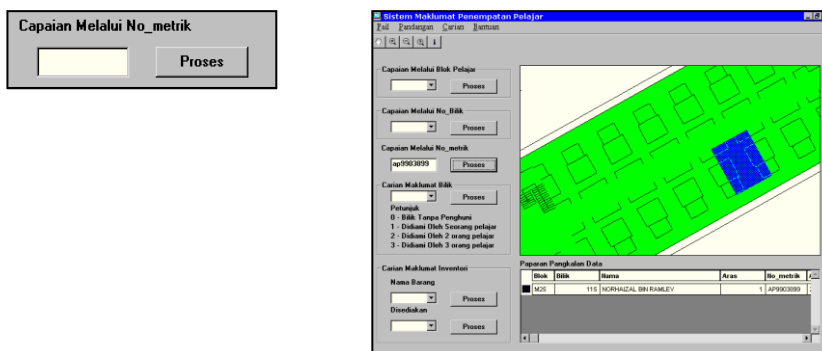 Capaian Melalui No_metrik
Proses
Sistem Maklumat Penempatan Pelajar
Fail Pandangan Carian Bantuan
Capaian Melalui Blok Pelajar
Proses
Capaian Melalui No_Bilik
Proses
Capaian Melalui No_metrik
ap9903899 Proses
Carian Maklumat Bilik
Proses
Petunjuk
0 - Bilik Tanpa Penghuni
1 - Didiami Oleh Seorang pelajar
2 - Didiami Oleh 2 orang pelajar
3 - Didiami Oleh 3 orang pelajar
Carian Maklumat Inventori
Nama Barang
Proses
Disediakan
Proses
Paparan Pangkalan Data
Blok Bilik Nama Aras No_metrik
M25 115 NORHAIZAL BIN RAMLEY 1 AP9903899